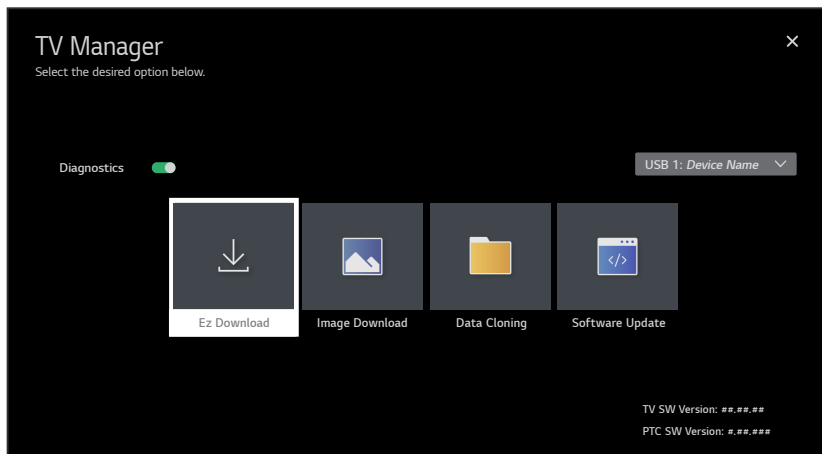 TV Manager
Select the desired option below.
Diagnostics
USB 1: Device Name
</>
Ez Download
Image Download
Data Cloning
Software Update
TV SW Version: ##.##.##
PTC SW Version: #.##.###